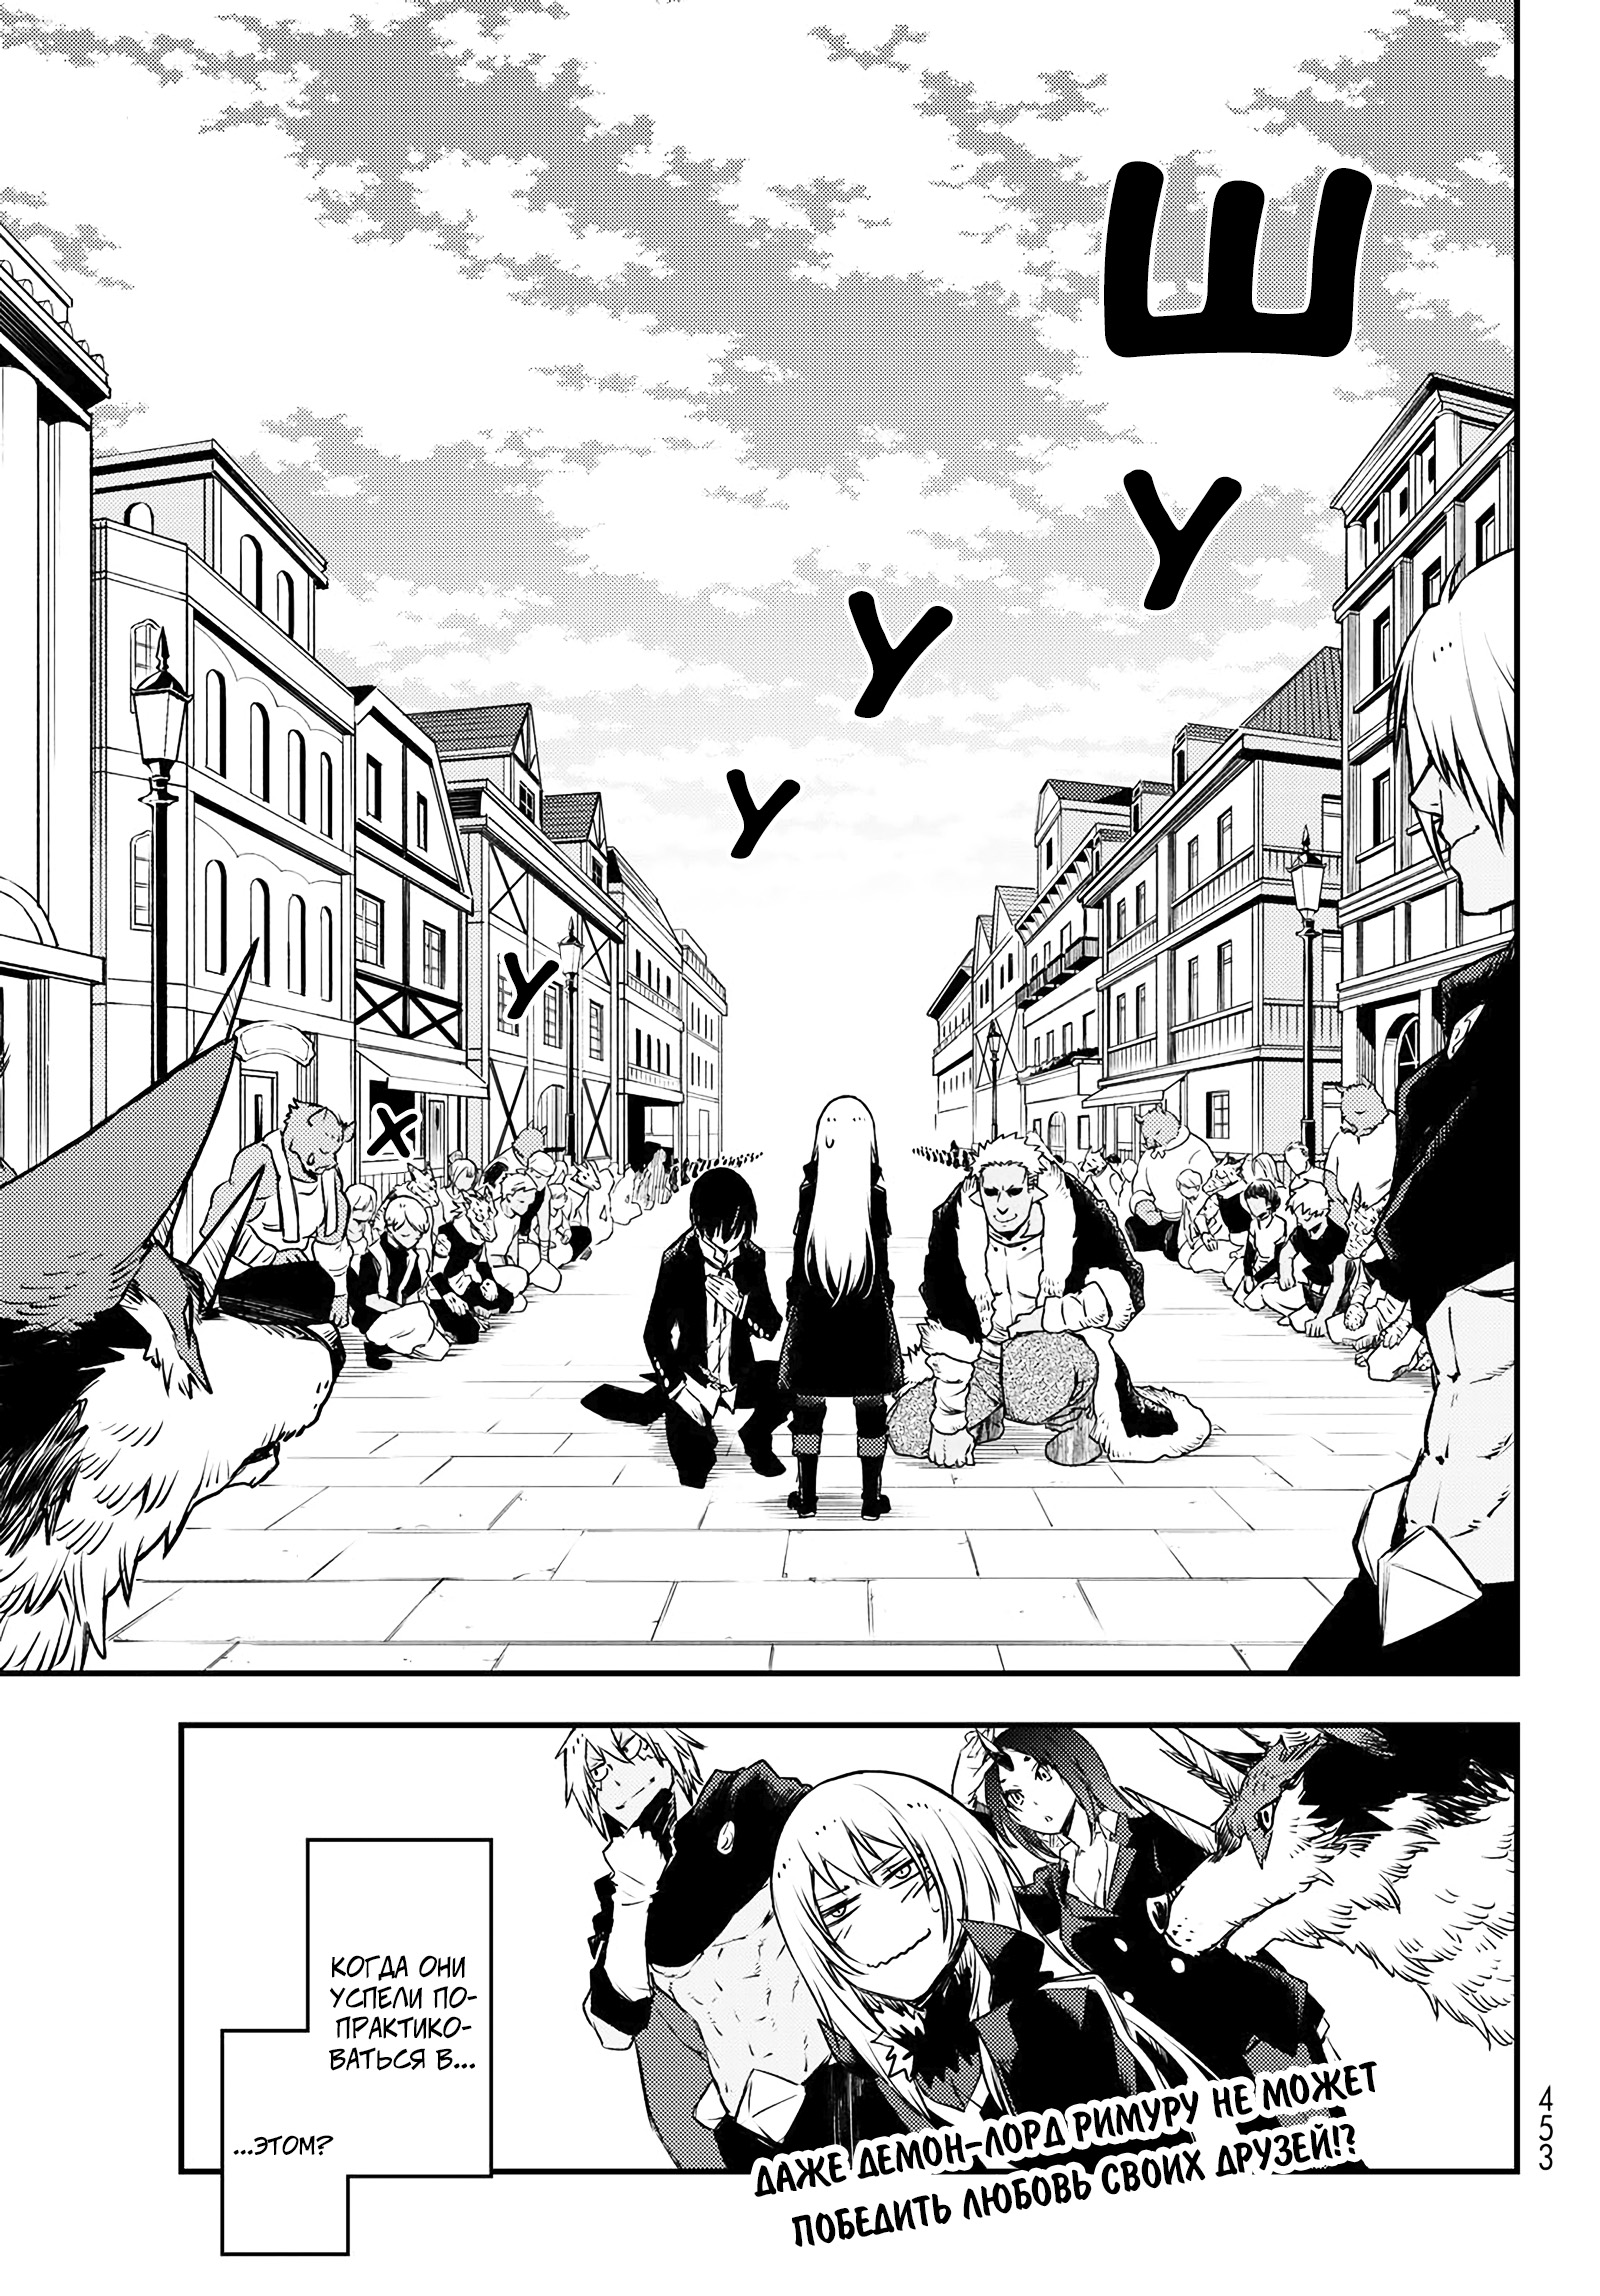 Ш
У
У
У
У
Х
КОГДА ОНИ
УСПЕЛИ ПО-
ПРАКТИКО-
ВАТЬСЯ В...
...ЭТОМ?
ДАЖЕ ДЕМОН-ЛОРД РИМУРУ НЕ МОЖЕТ
ПОБЕДИТЬ ЛЮБОВЬ СВОИХ ДРУЗЕЙ!?
453